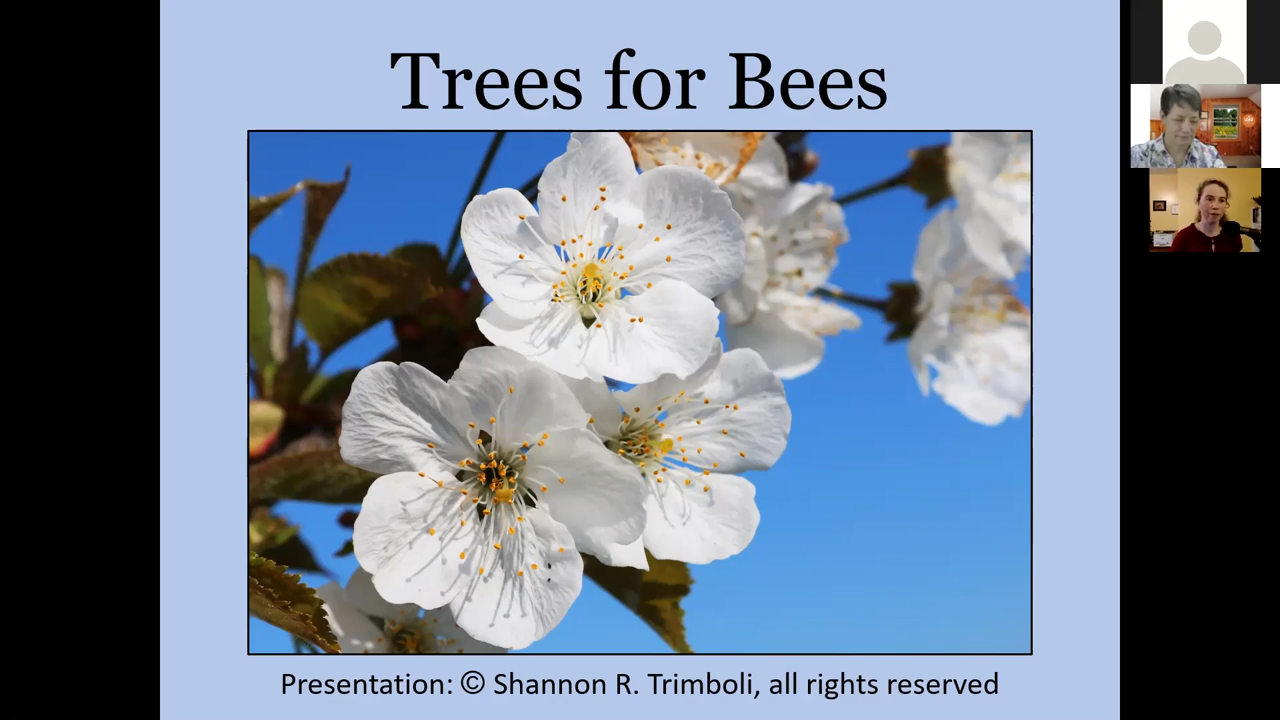 Trees for Bees
Presentation: © Shannon R. Trimboli, all rights reserved